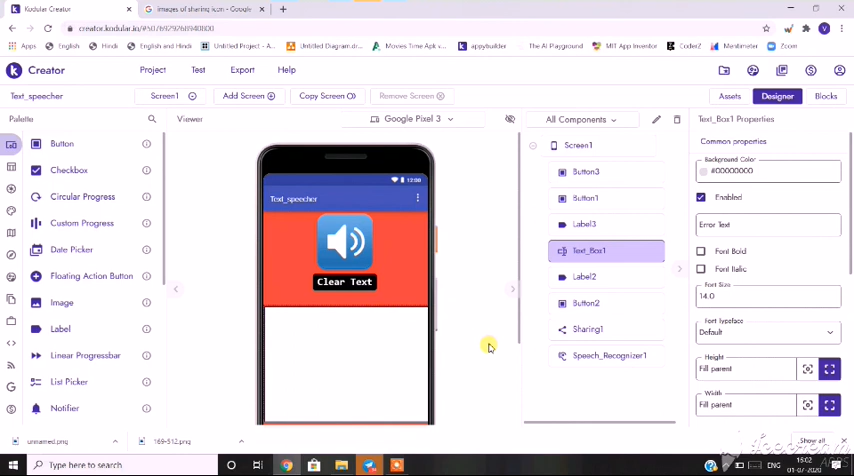 Kodular Creator
images of sharing icon - Google
creator.kodular.io/#5076929268940800
Apps
English
Hindi
English and Hindi
Untitled Project - A...
Untitled Diagram.dr...
Movies Time Apk v...
appybuilder
The AI Playground
MIT App Inventor
CoderZ
Mentimeter
Zoom
Creator
Project
Test
Export
Help
Text_speecher
Screen1
Add Screen
Copy Screen
Remove Screen
Assets
Designer
Blocks
Palette
Viewer
Google Pixel 3
All Components
Text_Box1 Properties
Button
Checkbox
Circular Progress
Custom Progress
Date Picker
Floating Action Button
Image
Label
Linear Progressbar
List Picker
Notifier
12:00
Text_speecher
Clear Text
Screen1
Button3
Button1
Label3
Text_Box1
Label2
Button2
Sharing1
Speech_Recognizer1
Common properties
Background Color
#00000000
Enabled
Error Text
Font Bold
Font Italic
Font Size
14.0
Font Typeface
Default
Height
Fill parent
Width
Fill parent
unnamed.png
169-512.png
Show all
icecream
APPS
Type here to search
ENG
15:02
01-07-2020